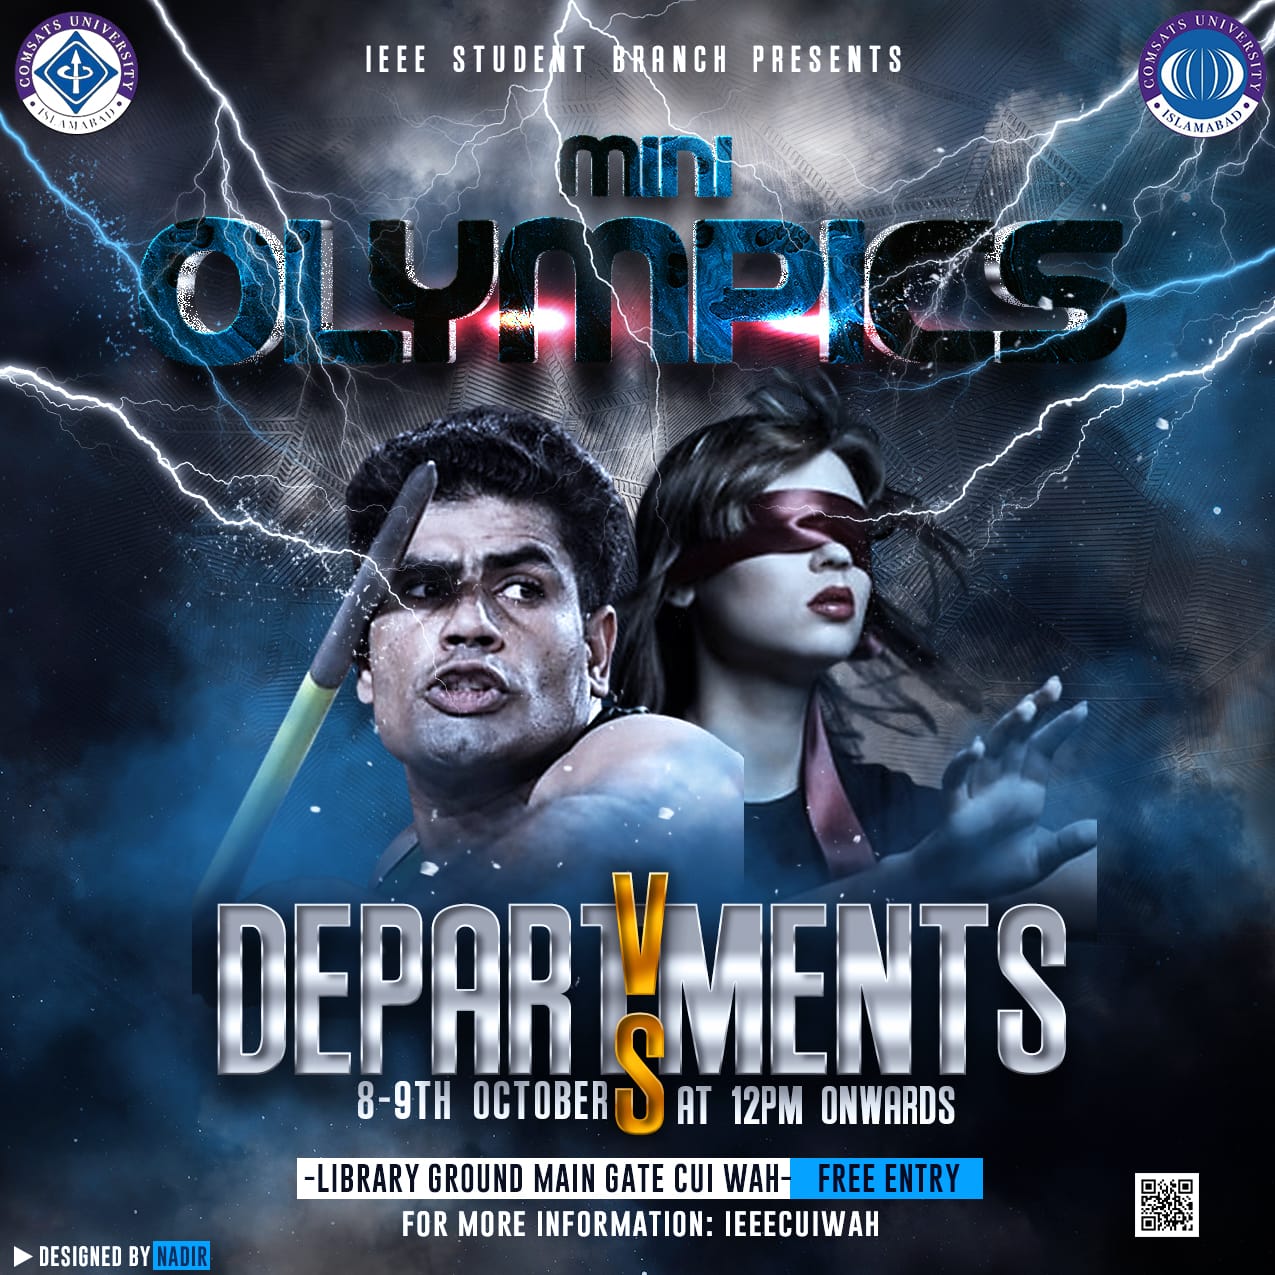 COMSATS UNIVERSITY
• ISLAMABAD •
IEEE STUDENT BRANCH PRESENTS
COMSATS UNIVERSITY
• ISLAMABAD •
MINI
OLYMPICS
DEPARTMENTS
VS
8-9TH OCTOBER AT 12PM ONWARDS
-LIBRARY GROUND MAIN GATE CUI WAH- FREE ENTRY
FOR MORE INFORMATION: IEEECUIWAH
DESIGNED BY NADIR